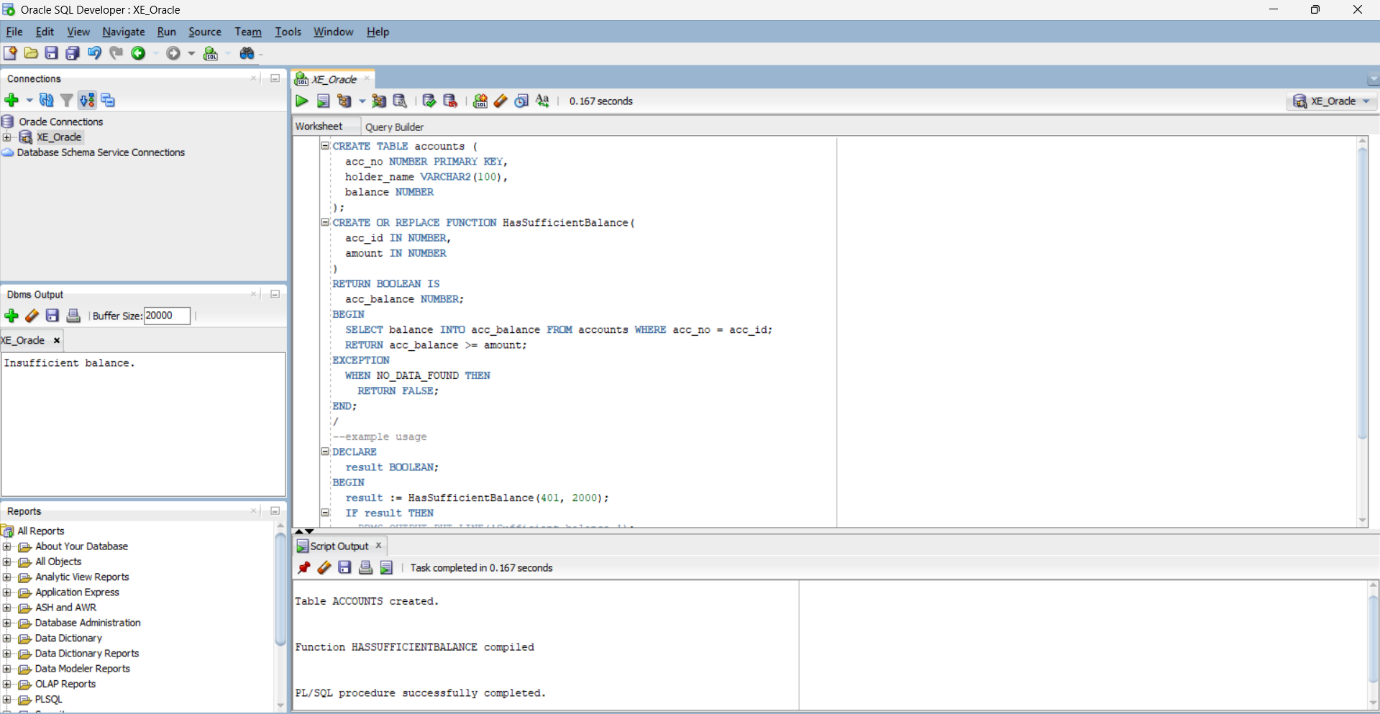 Oracle SQL Developer : XE_Oracle
File Edit View Navigate Run Source Team Tools Window Help
Connections
Oracle Connections
XE_Oracle
Database Schema Service Connections
Dbms Output
Buffer Size: 20000
XE_Oracle
Insufficient balance.
Reports
All Reports
About Your Database
All Objects
Analytic View Reports
Application Express
ASH and AWR
Database Administration
Data Dictionary
Data Dictionary Reports
Data Modeler Reports
OLAP Reports
PLSQL
XE_Oracle
0.167 seconds
XE_Oracle
Worksheet Query Builder
CREATE TABLE accounts (
acc_no NUMBER PRIMARY KEY,
holder_name VARCHAR2(100),
balance NUMBER
);
CREATE OR REPLACE FUNCTION HasSufficientBalance(
acc_id IN NUMBER,
amount IN NUMBER
)
RETURN BOOLEAN IS
acc_balance NUMBER;
BEGIN
SELECT balance INTO acc_balance FROM accounts WHERE acc_no = acc_id;
RETURN acc_balance >= amount;
EXCEPTION
WHEN NO_DATA_FOUND THEN
RETURN FALSE;
END;
/
--example usage
DECLARE
result BOOLEAN;
BEGIN
result := HasSufficientBalance(401, 2000);
IF result THEN
Script Output
Task completed in 0.167 seconds
Table ACCOUNTS created.
Function HASSUFFICIENTBALANCE compiled
PL/SQL procedure successfully completed.